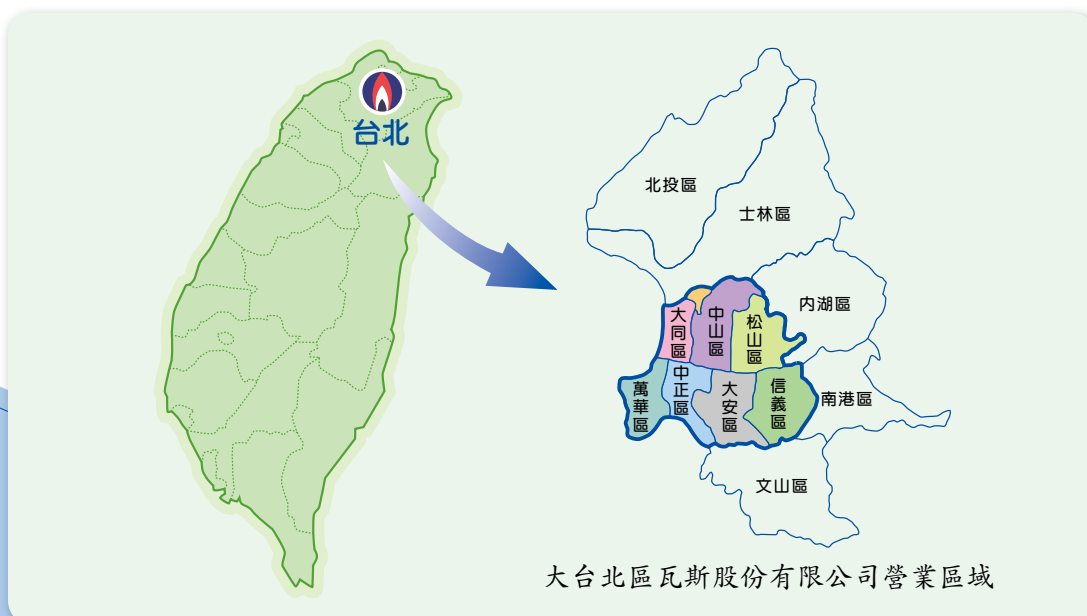 台北
北投區
士林區
內湖區
大同區
中山區
松山區
萬華區
中正區
大安區
信義區
南港區
文山區
大台北區瓦斯股份有限公司營業區域